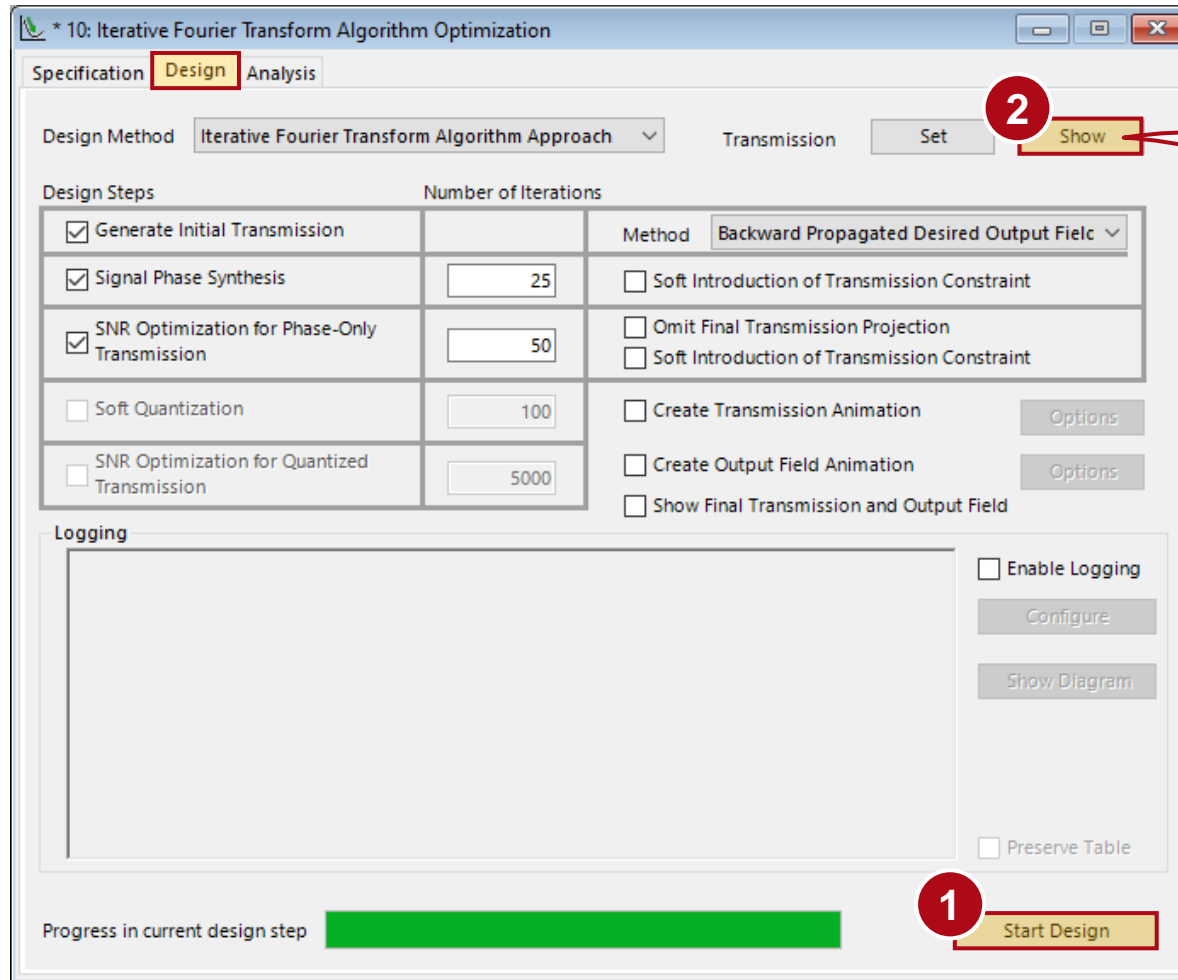 * 10: Iterative Fourier Transform Algorithm Optimization
Specification Design Analysis
2
Design Method Iterative Fourier Transform Algorithm Approach Transmission Set Show
Design Steps Number of Iterations
Generate Initial Transmission Method Backward Propagated Desired Output Fielc
Signal Phase Synthesis 25 Soft Introduction of Transmission Constraint
SNR Optimization for Phase-Only
Transmission
50
Omit Final Transmission Projection
Soft Introduction of Transmission Constraint
Soft Quantization 100 Create Transmission Animation Options
SNR Optimization for Quantized
Transmission
5000
Create Output Field Animation Options
Show Final Transmission and Output Field
Logging
Enable Logging
Configure
Show Diagram
Preserve Table
1
Progress in current design step Start Design